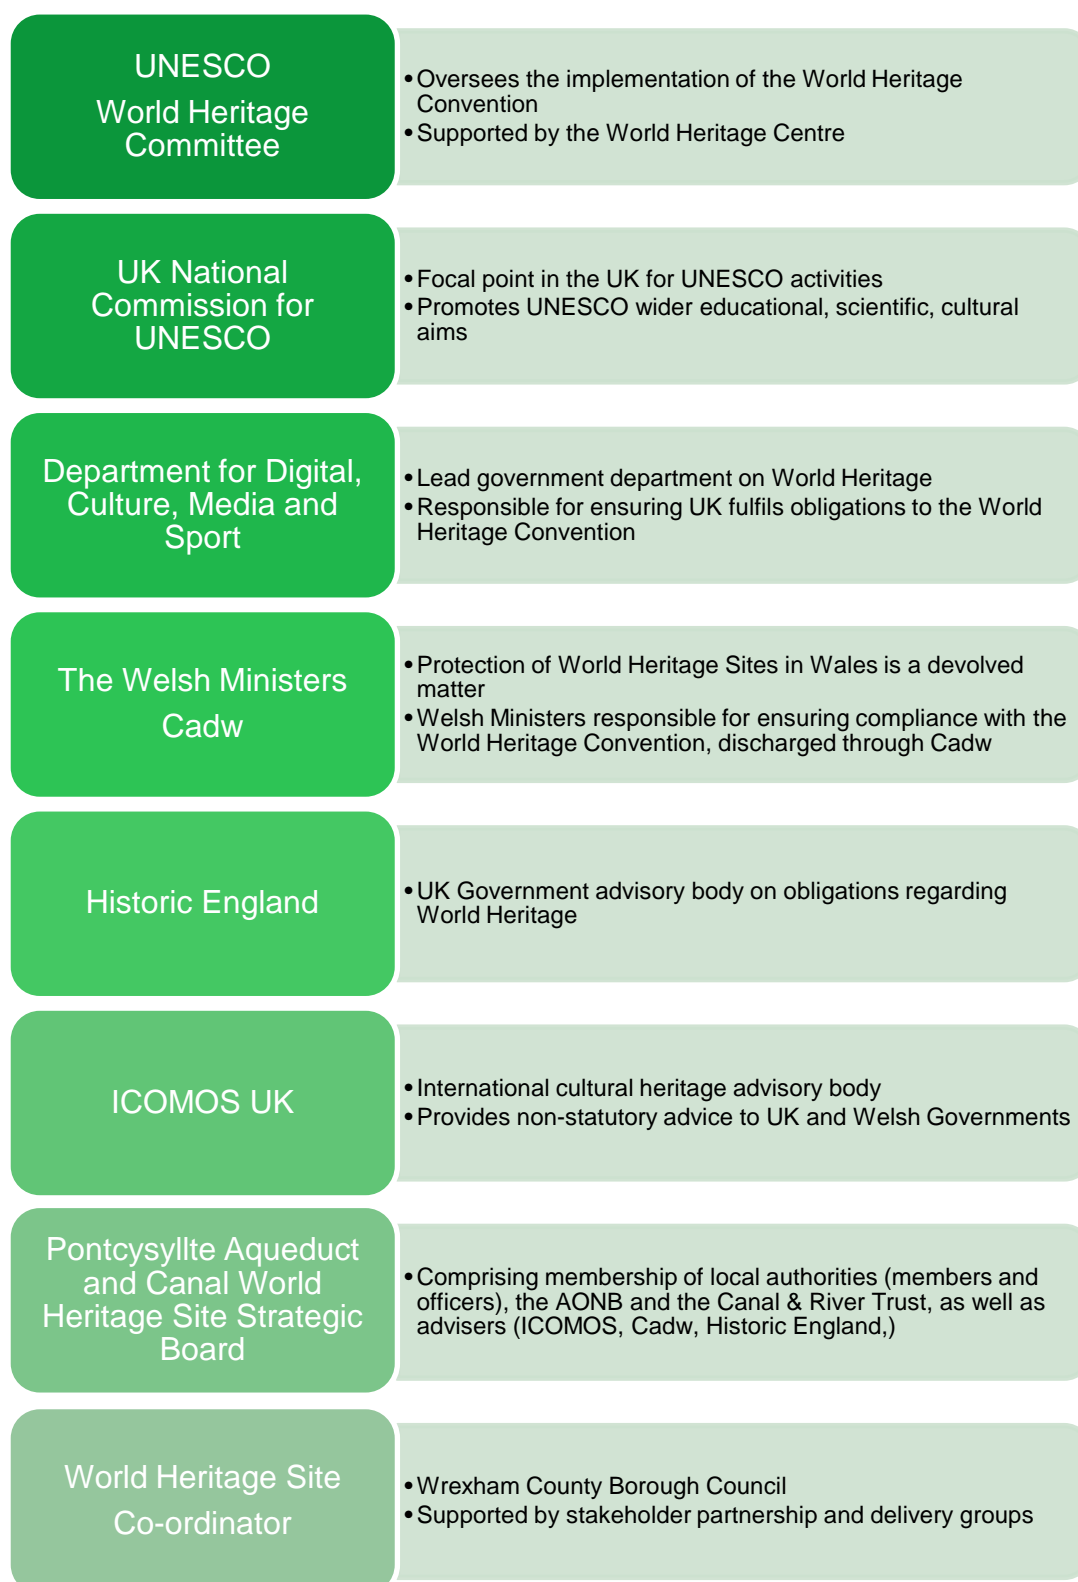 UNESCO
World Heritage
Committee
•Oversees the implementation of the World Heritage
Convention
•Supported by the World Heritage Centre
UK National
Commission for
UNESCO
•Focal point in the UK for UNESCO activities
•Promotes UNESCO wider educational, scientific, cultural
aims
Department for Digital,
Culture, Media and
Sport
•Lead government department on World Heritage
•Responsible for ensuring UK fulfils obligations to the World
Heritage Convention
The Welsh Ministers
Cadw
•Protection of World Heritage Sites in Wales is a devolved
matter
•Welsh Ministers responsible for ensuring compliance with the
World Heritage Convention, discharged through Cadw
Historic England
•UK Government advisory body on obligations regarding
World Heritage
ICOMOS UK
•International cultural heritage advisory body
•Provides non-statutory advice to UK and Welsh Governments
Pontcysyllte Aqueduct
and Canal World
Heritage Site Strategic
Board
•Comprising membership of local authorities (members and
officers), the AONB and the Canal & River Trust, as well as
advisers (ICOMOS, Cadw, Historic England,)
World Heritage Site
Co-ordinator
•Wrexham County Borough Council
•Supported by stakeholder partnership and delivery groups